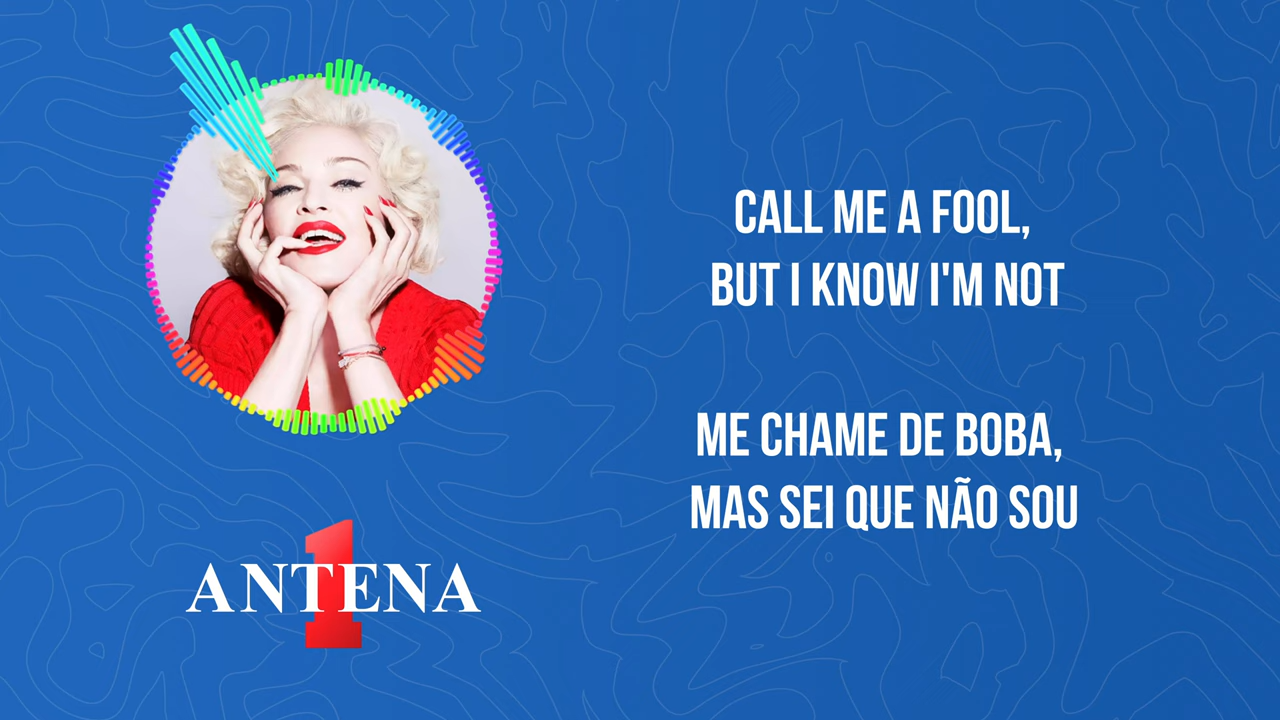 CALL ME A FOOL,
BUT I KNOW I'M NOT
ME CHAME DE BOBA,
MAS SEI QUE NÃO SOU
ANTENA 1